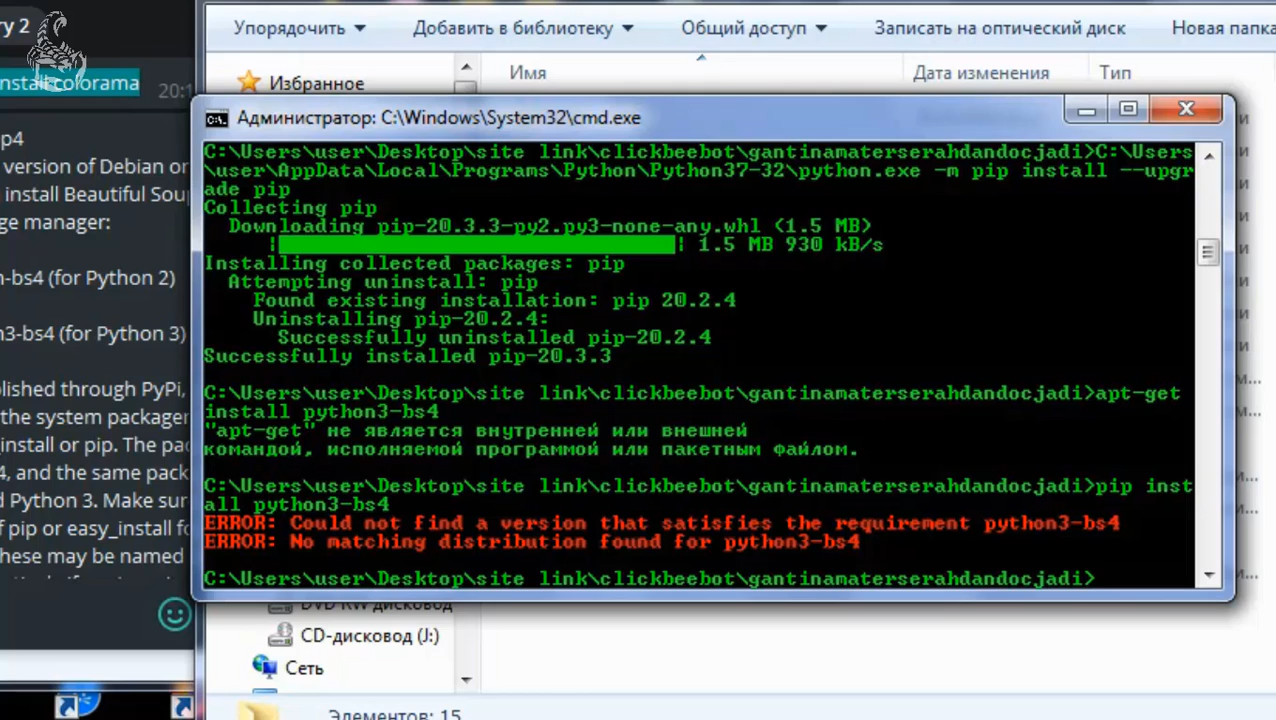 ry 2
nstall colorama
20:1
p4
version of Debian or
install Beautiful Soup
ge manager:
n-bs4 (for Python 2)
n3-bs4 (for Python 3)
lished through PyPi,
the system packager
_install or pip. The pac
4, and the same pack
d Python 3. Make sure
f pip or easy_install fo
hese may be named
Упорядочить
Добавить в библиотеку
Общий доступ
Записать на оптический диск
Новая папка
Избранное
Имя
Дата изменения
Тип
Администратор: C:\Windows\System32\cmd.exe
C:\Users\user\Desktop\site link\clickbeebot\gantinamaterserahdandocjadi>C:\Users
\user\AppData\Local\Programs\Python\Python37-32\python.exe -m pip install --upgr
ade pip
Collecting pip
Downloading pip-20.3.3-py2.py3-none-any.whl (1.5 MB)
1.5 MB 930 kB/s
Installing collected packages: pip
Attempting uninstall: pip
Found existing installation: pip 20.2.4
Uninstalling pip-20.2.4:
Successfully uninstalled pip-20.2.4
Successfully installed pip-20.3.3
C:\Users\user\Desktop\site link\clickbeebot\gantinamaterserahdandocjadi>apt-get
install python3-bs4
"apt-get" не является внутренней или внешней
командой, исполняемой программой или пакетным файлом.
C:\Users\user\Desktop\site link\clickbeebot\gantinamaterserahdandocjadi>pip inst
all python3-bs4
ERROR: Could not find a version that satisfies the requirement python3-bs4
ERROR: No matching distribution found for python3-bs4
C:\Users\user\Desktop\site link\clickbeebot\gantinamaterserahdandocjadi>
DVD RW дисковод
CD-дисковод (J:)
Сеть
Элементов: 15